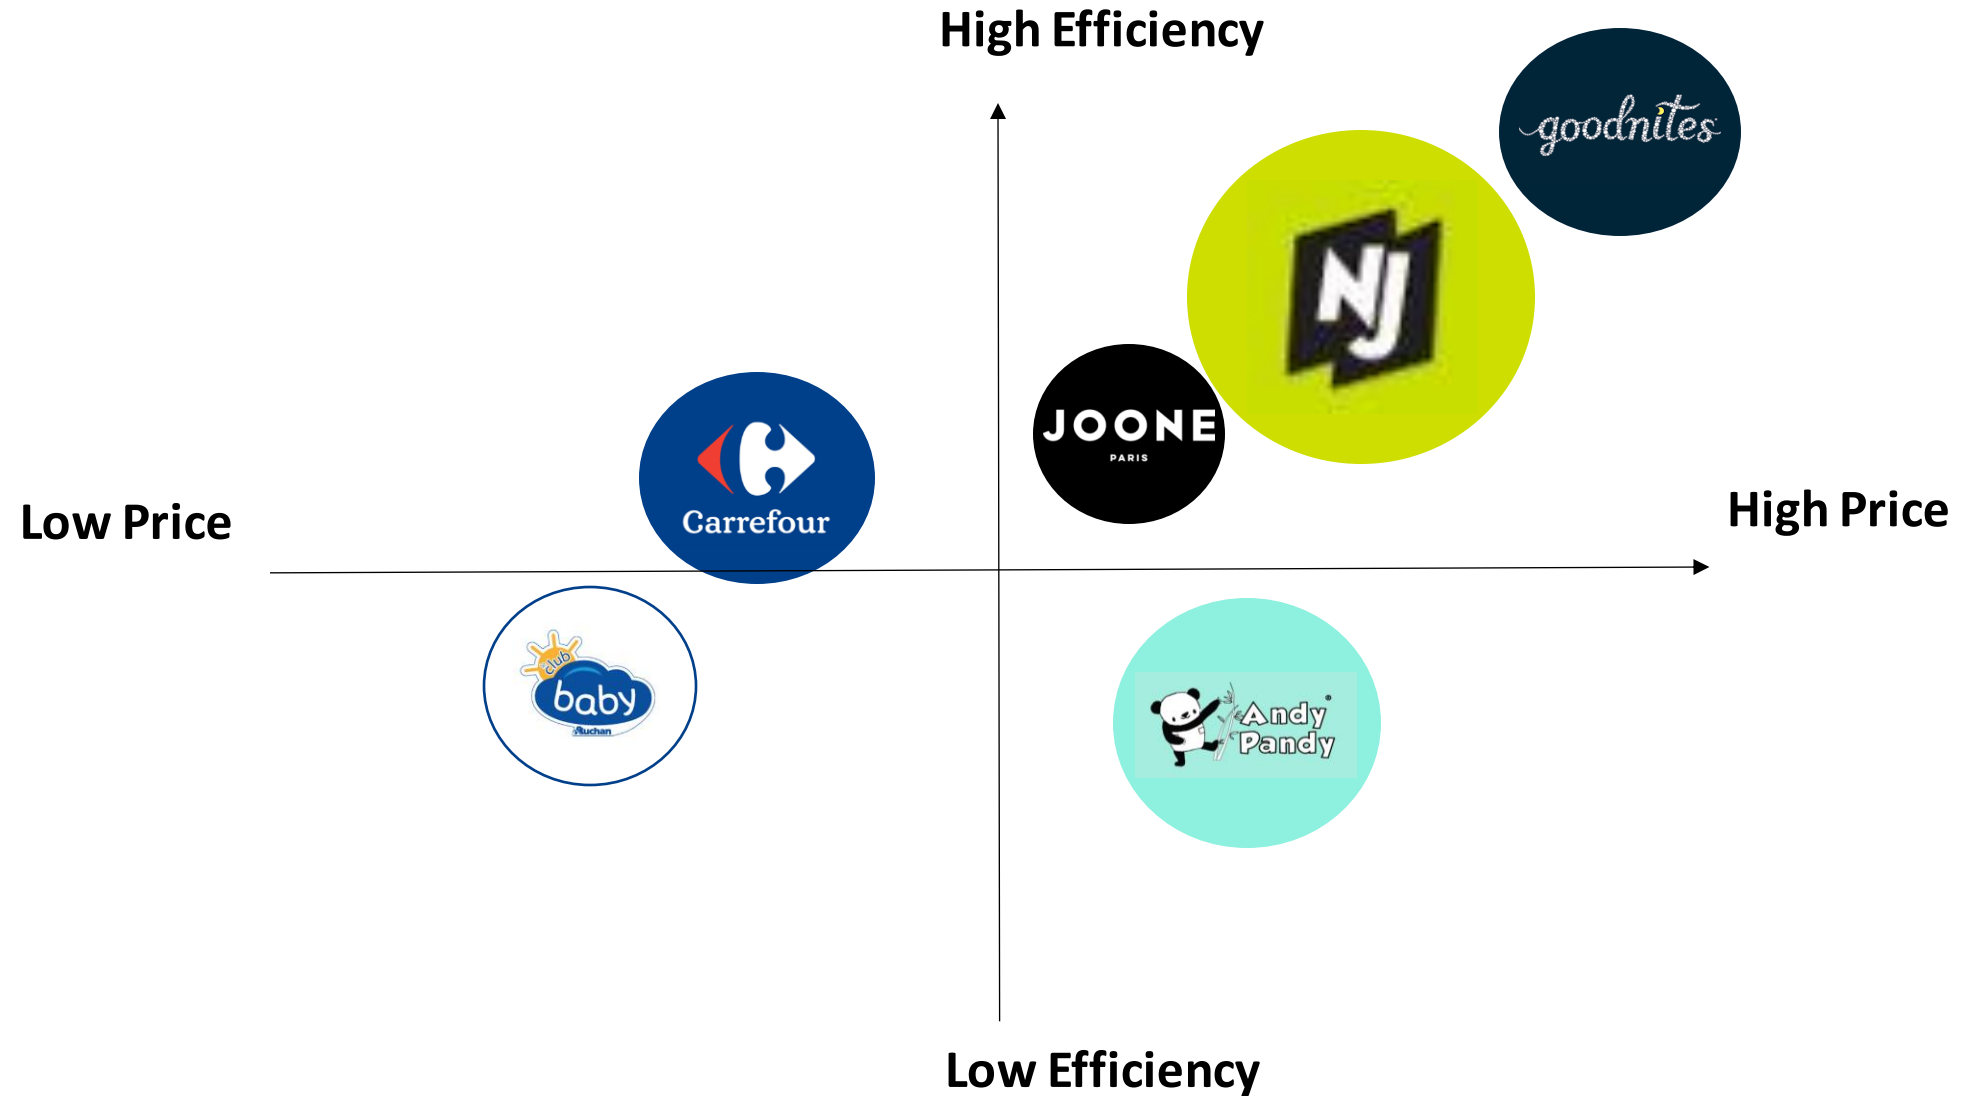 High Efficiency
goodnites
NJ
JOONE
PARIS
Carrefour
Low Price
High Price
club
baby
Auchan
Andy
Pandy
Low Efficiency